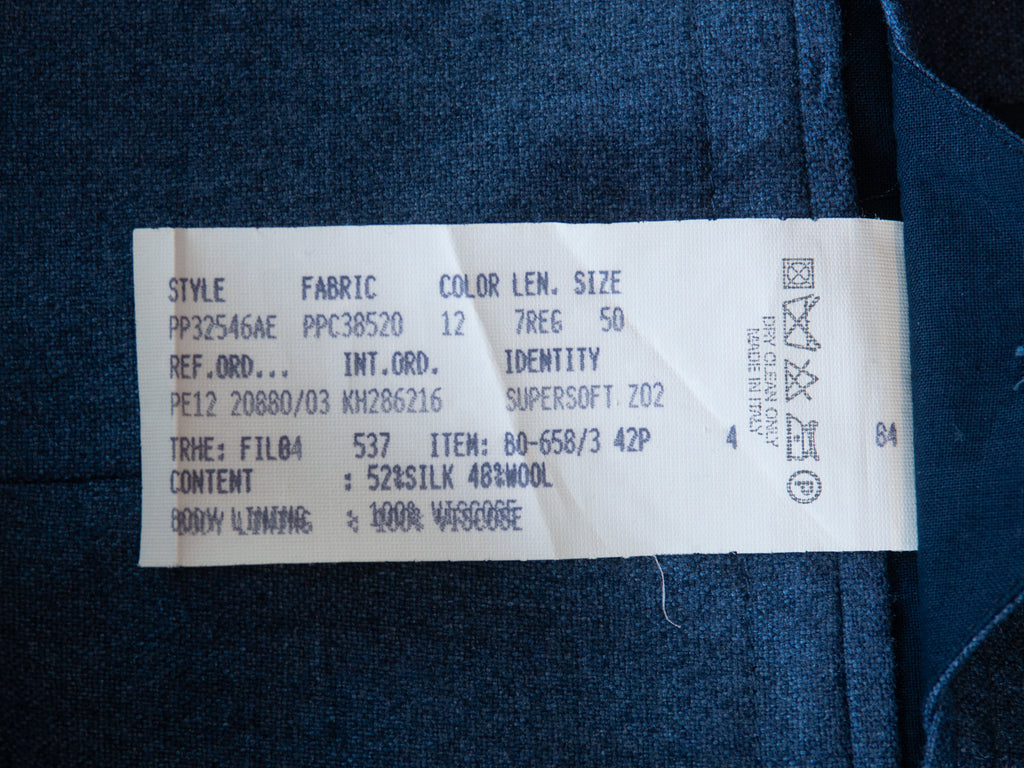 STYLE FABRIC COLOR LEN. SIZE
PP32546AE PPC38520 12 7REG 50
REF.ORD... INT.ORD. IDENTITY
PE12 20880/03 KH286216 SUPERSOFT Z02
TRHE: FIL04 537 ITEM: BO-658/3 42P 4 64
CONTENT : 52%SILK 48%WOOL
BODY LINING : 100% VISCOSE
DRY CLEAN ONLY
MADE IN ITALY
P